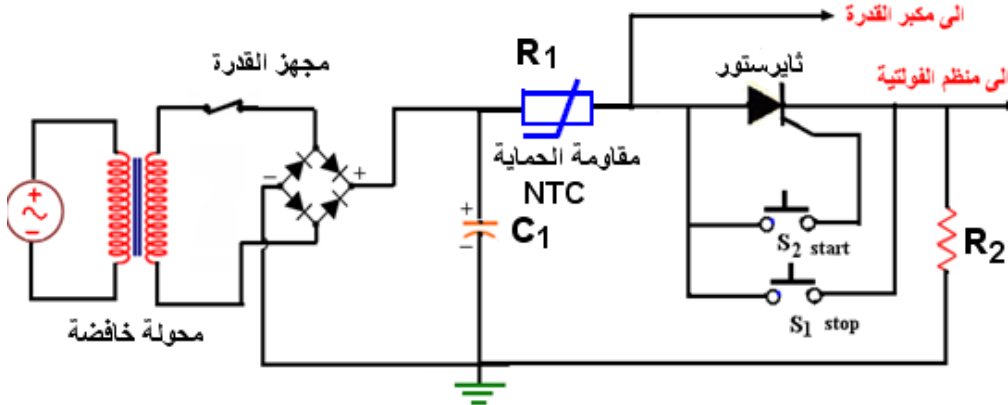 الى مكبر القدرة
R1
مجهز القدرة
ثايرستور
الى منظم الفولتية
+
-
-
+
مقاومة الحماية
NTC
+
-
C1
S2 start
R2
S1 stop
محولة خافضة